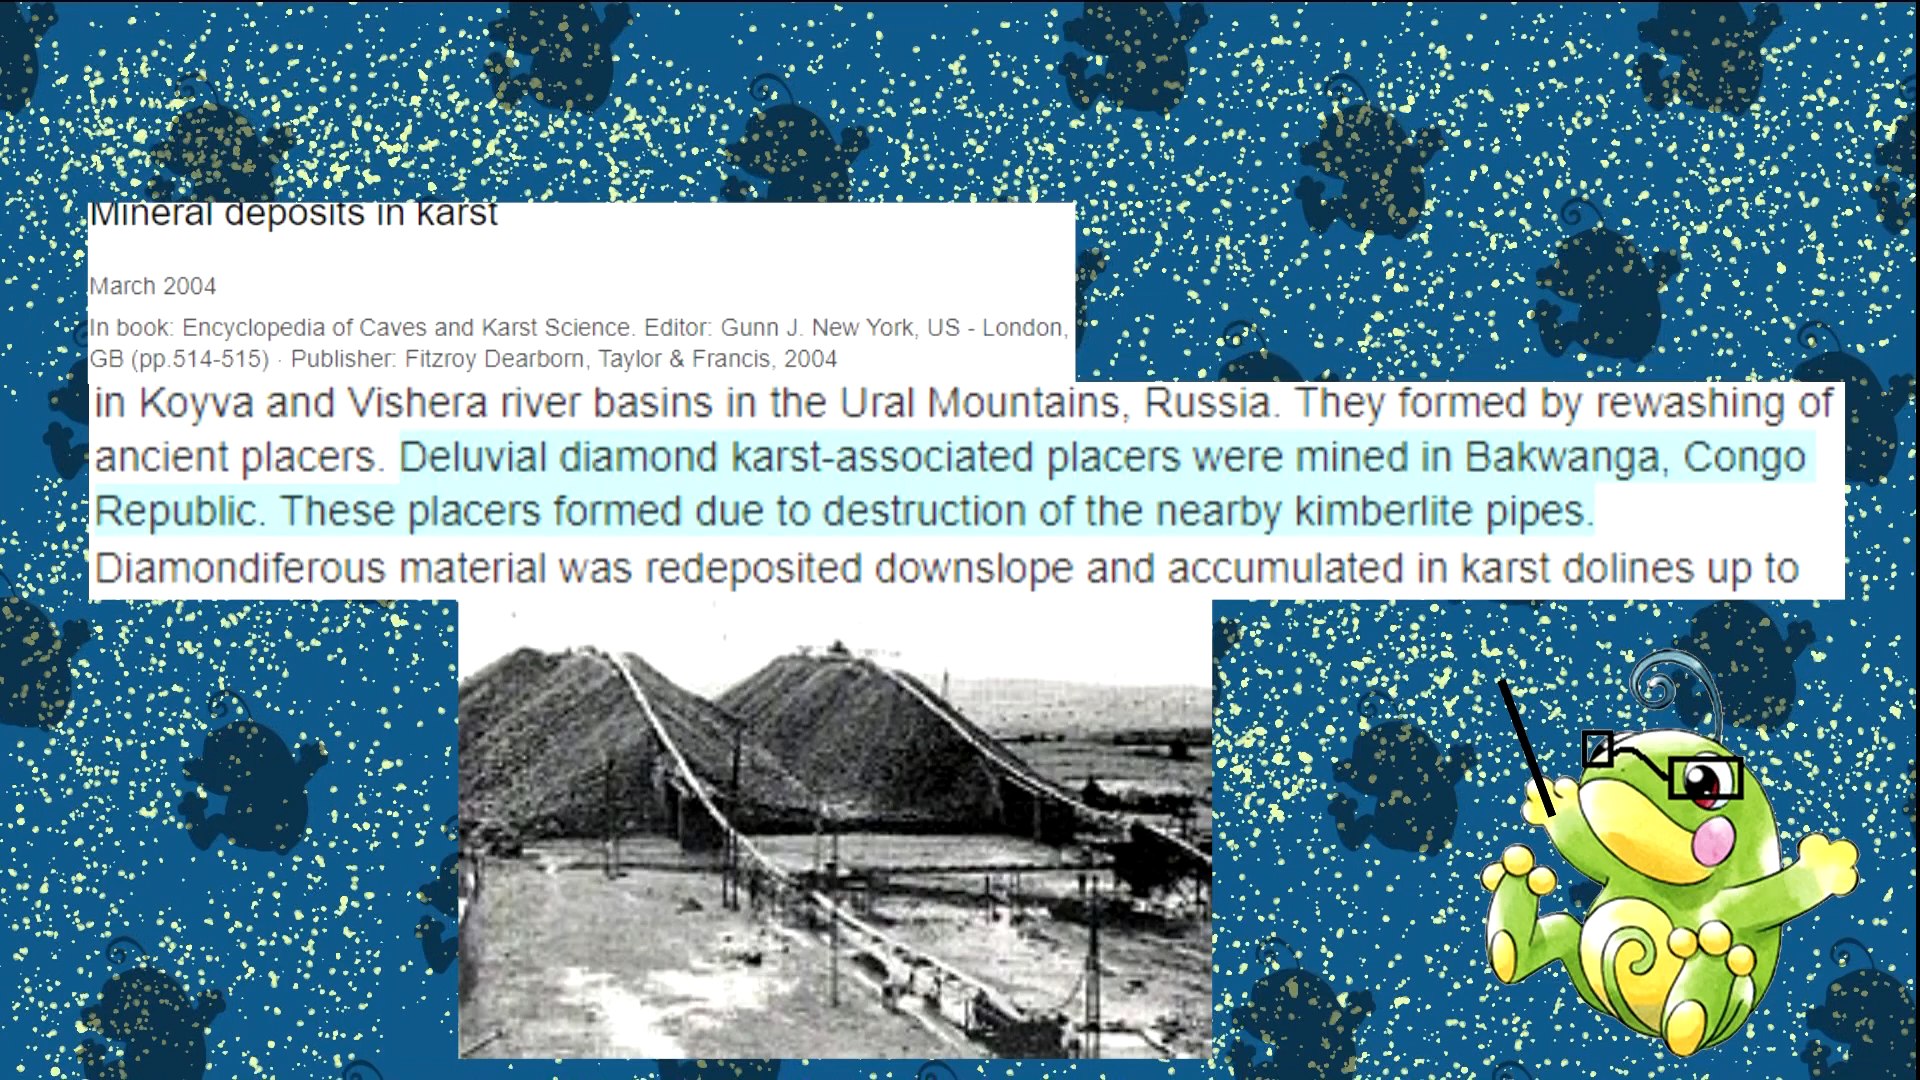 Mineral deposits in karst
March 2004
In book: Encyclopedia of Caves and Karst Science. Editor: Gunn J. New York, US - London,
GB (pp.514-515) · Publisher: Fitzroy Dearborn, Taylor & Francis, 2004
in Koyva and Vishera river basins in the Ural Mountains, Russia. They formed by rewashing of
ancient placers. Deluvial diamond karst-associated placers were mined in Bakwanga, Congo
Republic. These placers formed due to destruction of the nearby kimberlite pipes.
Diamondiferous material was redeposited downslope and accumulated in karst dolines up to